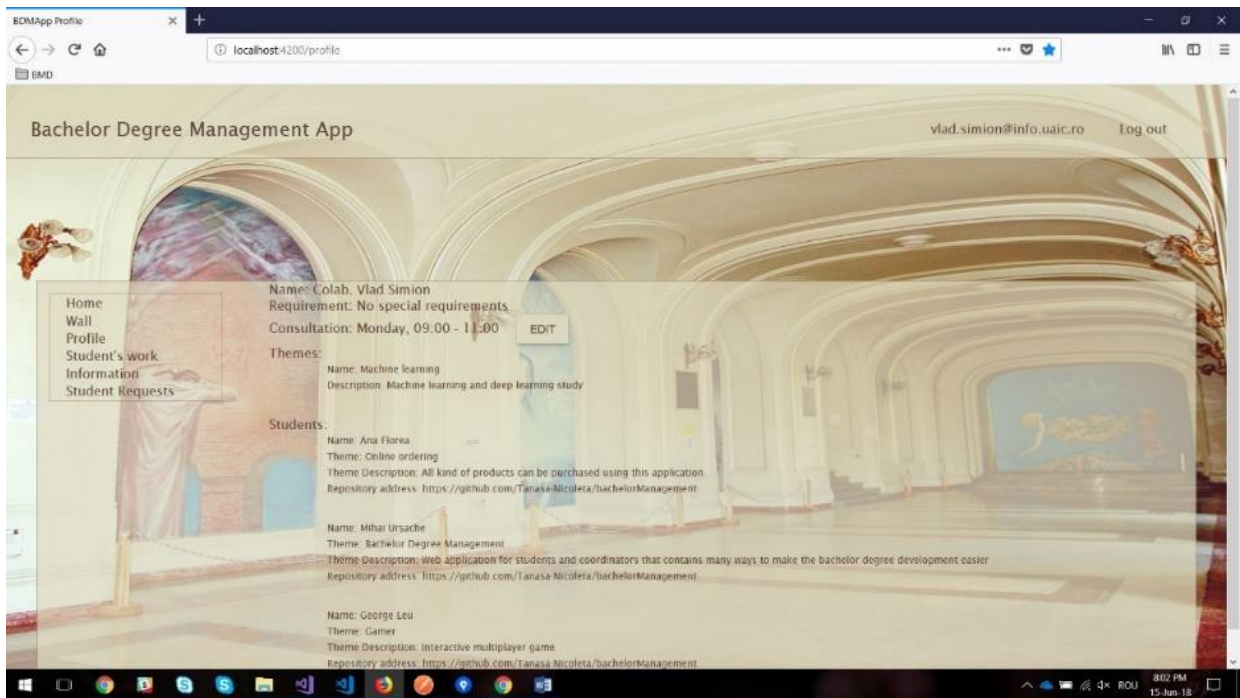 BDMApp Profile
localhost:4200/profile
BMD
Bachelor Degree Management App
vlad.simion@info.uaic.ro
Log out
Home
Wall
Profile
Student's work
Information
Student Requests
Name: Colab. Vlad Simion
Requirement: No special requirements
Consultation: Monday, 09:00 - 11:00
EDIT
Themes:
Name: Machine learning
Description: Machine learning and deep learning study
Students:
Name: Ana Florea
Theme: Online ordering
Theme Description: All kind of products can be purchased using this application.
Repository address: https://github.com/Tanasa-Nicoleta/bachelorManagement
Name: Mihai Ursache
Theme: Bachelor Degree Management
Theme Description: Web application for students and coordinators that contains many ways to make the bachelor degree development easier
Repository address: https://github.com/Tanasa-Nicoleta/bachelorManagement
Name: George Leu
Theme: Gamer
Theme Description: Interactive multiplayer game
Repository address: https://github.com/Tanasa-Nicoleta/bachelorManagement
ROU
8:02 PM
15-Jun-18